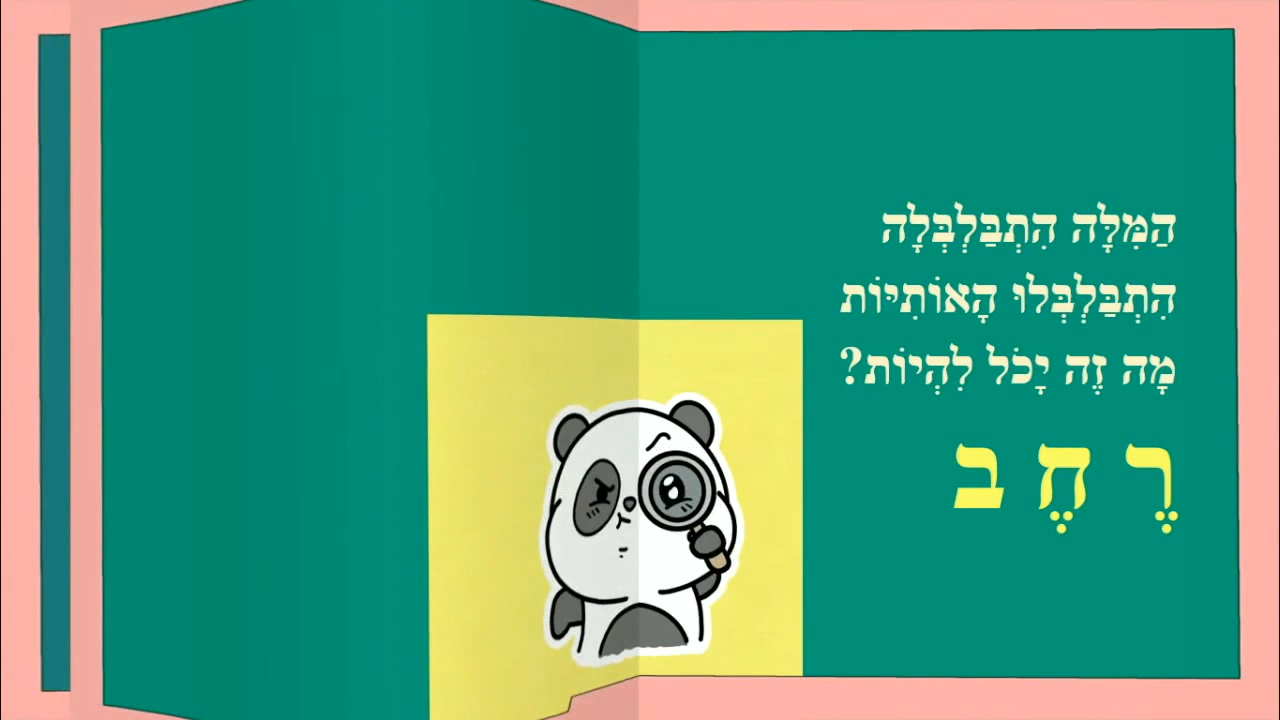 הַמִּלָּה הִתְבַּלְבְּלָה
הִתְבַּלְבְּלוּ הָאוֹתִיּוֹת
מָה זֶה יָכֹל לִהְיוֹת?
רֶ חֶ ב